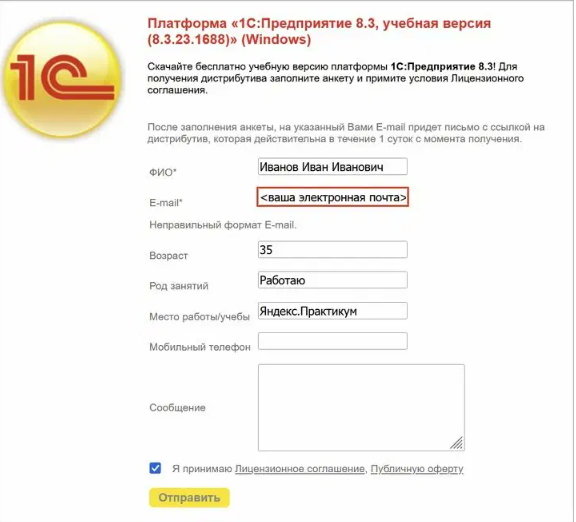 Платформа «1С:Предприятие 8.3, учебная версия
(8.3.23.1688)» (Windows)
1С
Скачайте бесплатно учебную версию платформы 1С:Предприятие 8.3! Для
получения дистрибутива заполните анкету и примите условия Лицензионного
соглашения.
После заполнения анкеты, на указанный Вами E-mail придет письмо с ссылкой на
дистрибутив, которая действительна в течение 1 суток с момента получения.
ФИО* Иванов Иван Иванович
E-mail* <ваша электронная почта>
Неправильный формат E-mail.
Возраст 35
Род занятий Работаю
Место работы/учебы Яндекс.Практикум
Мобильный телефон
Сообщение
Я принимаю Лицензионное соглашение, Публичную оферту
Отправить